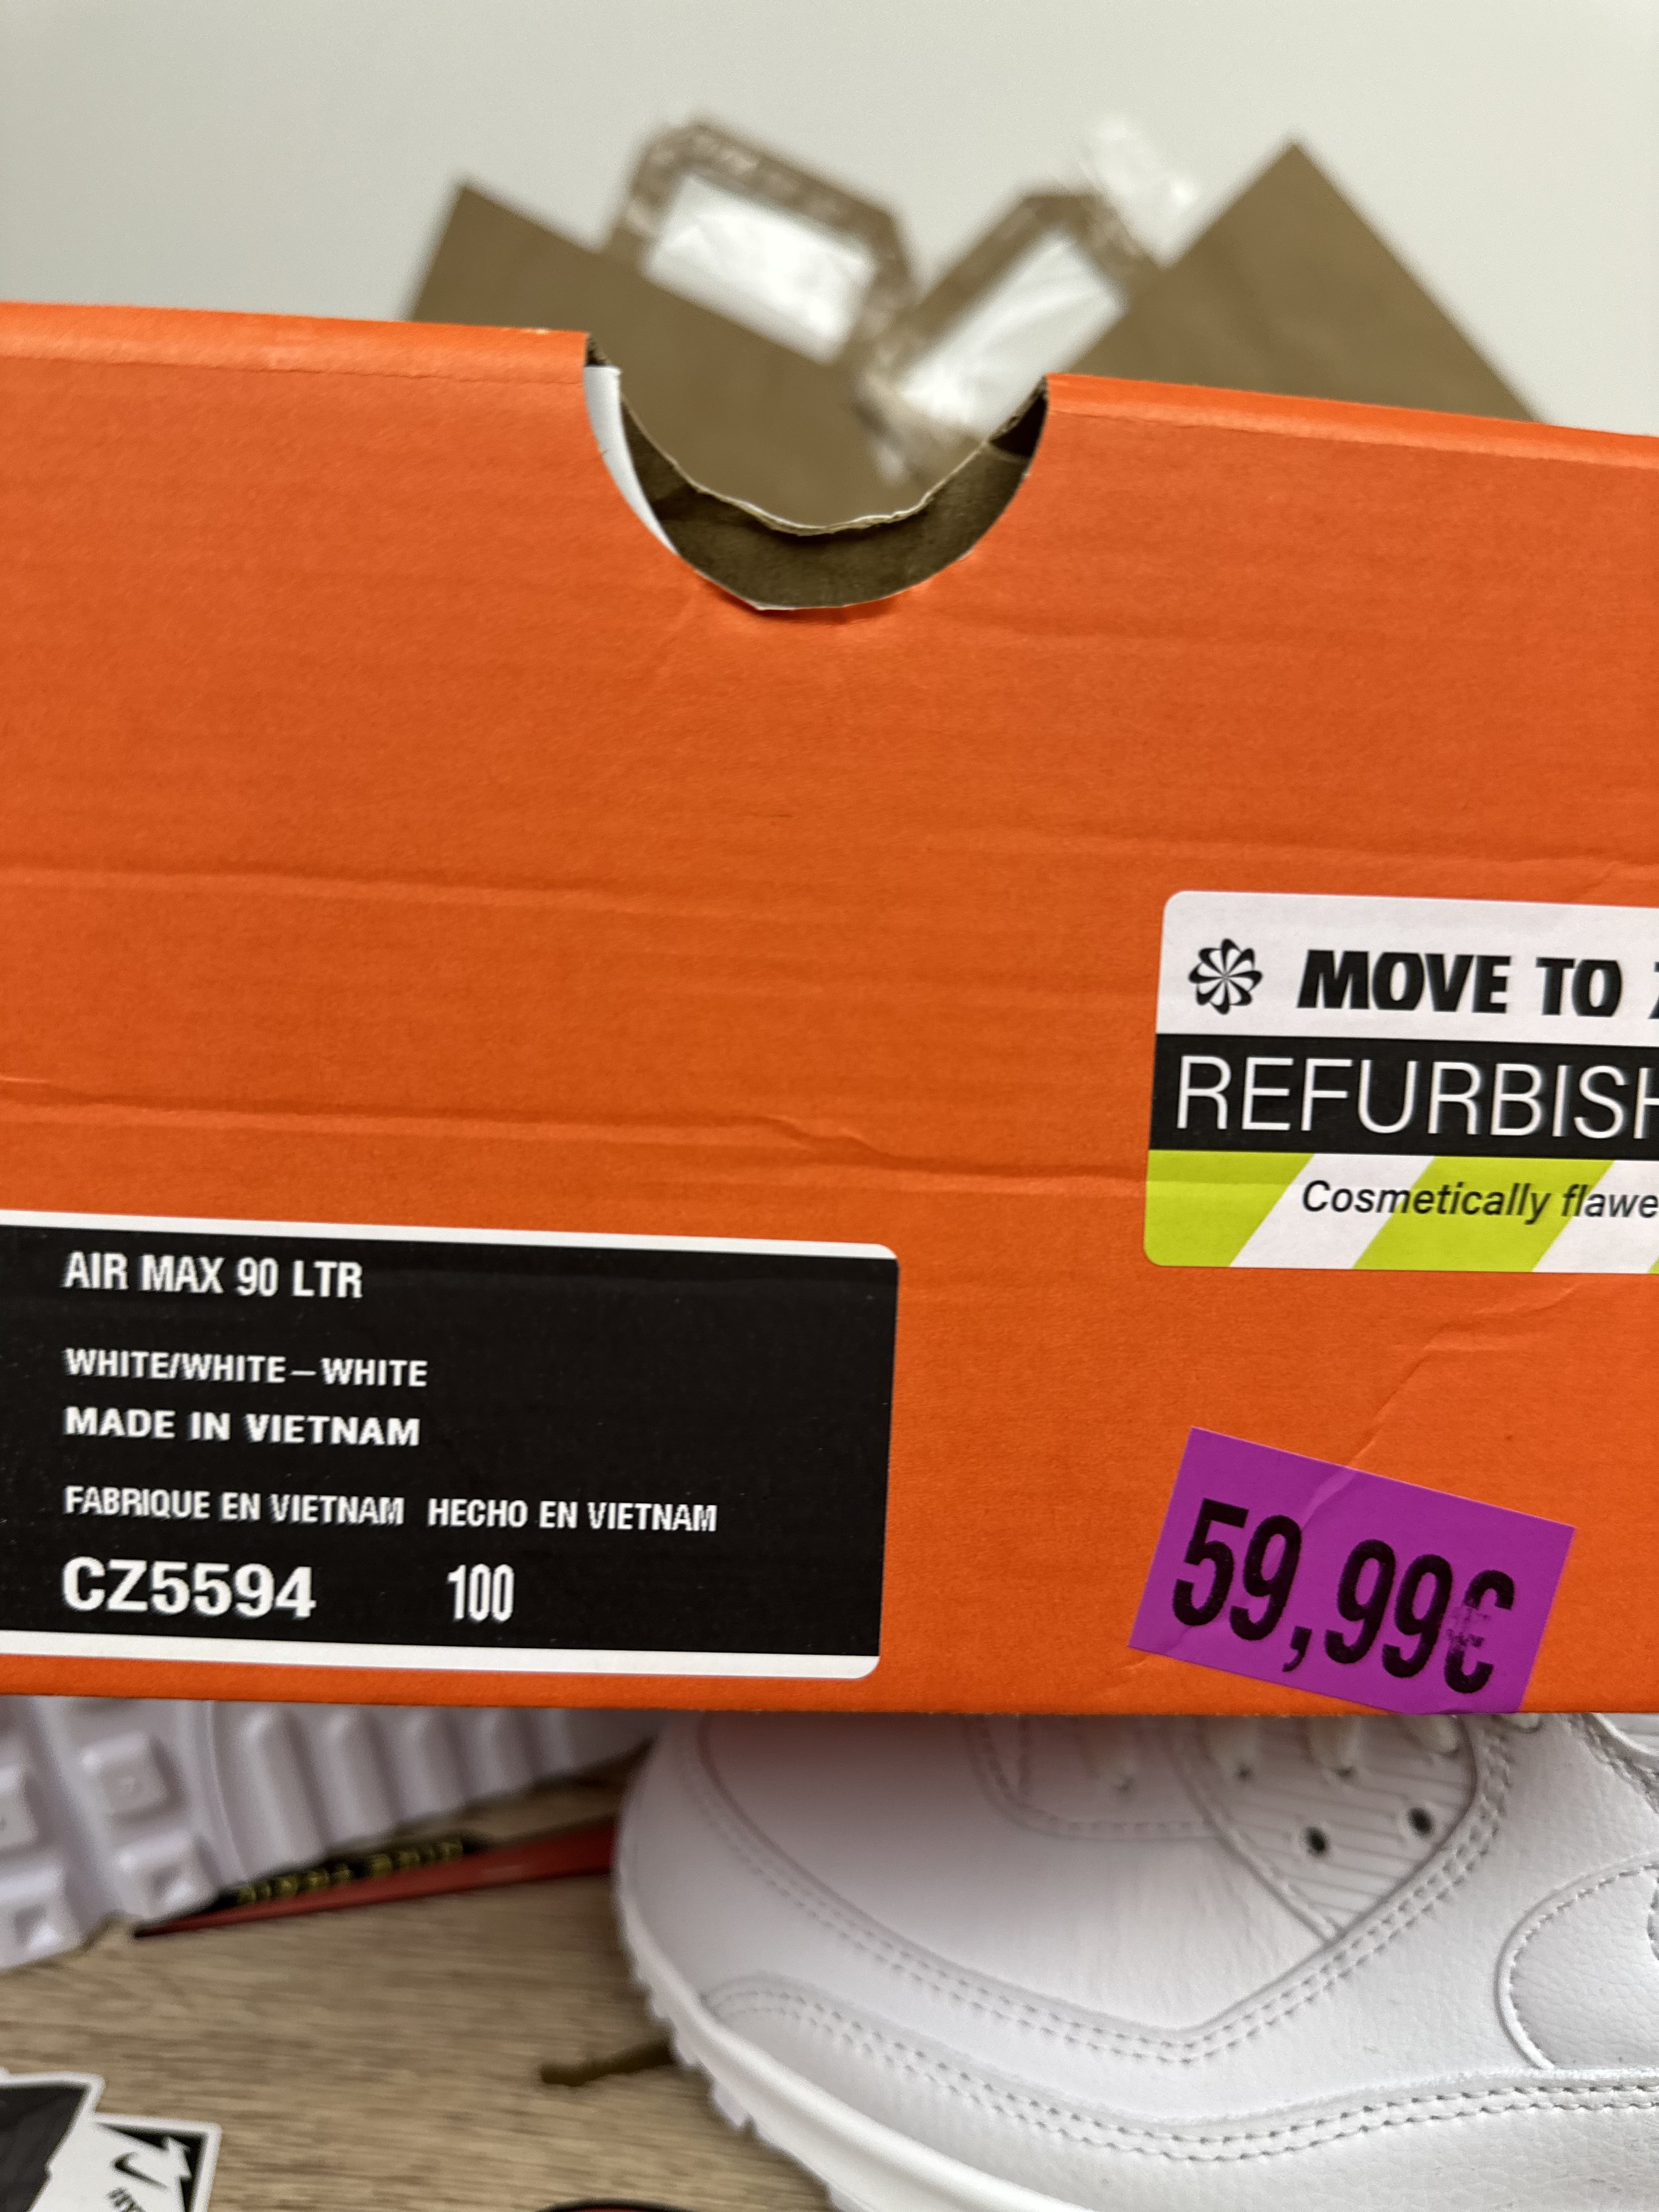 MOVE TO
REFURBISH
Cosmetically flawe
AIR MAX 90 LTR
WHITE/WHITE–WHITE
MADE IN VIETNAM
FABRIQUE EN VIETNAM HECHO EN VIETNAM
CZ5594 100
59,99€